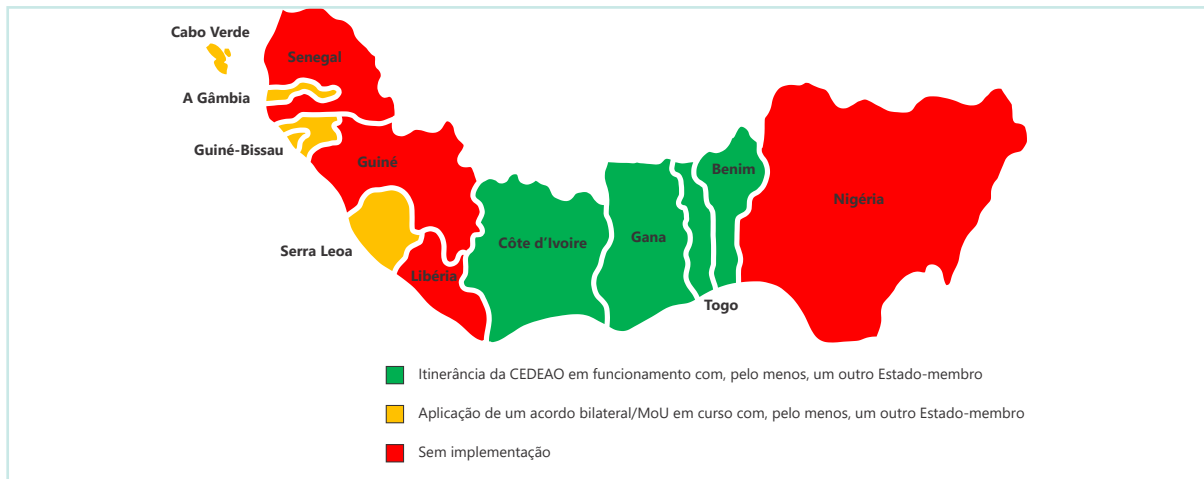 Cabo Verde
Senegal
A Gâmbia
Guiné-Bissau
Guiné
Benim
Nigéria
Côte d'Ivoire
Gana
Serra Leoa
Libéria
Togo
Itinerância da CEDEAO em funcionamento com, pelo menos, um outro Estado-membro
Aplicação de um acordo bilateral/MoU em curso com, pelo menos, um outro Estado-membro
Sem implementação